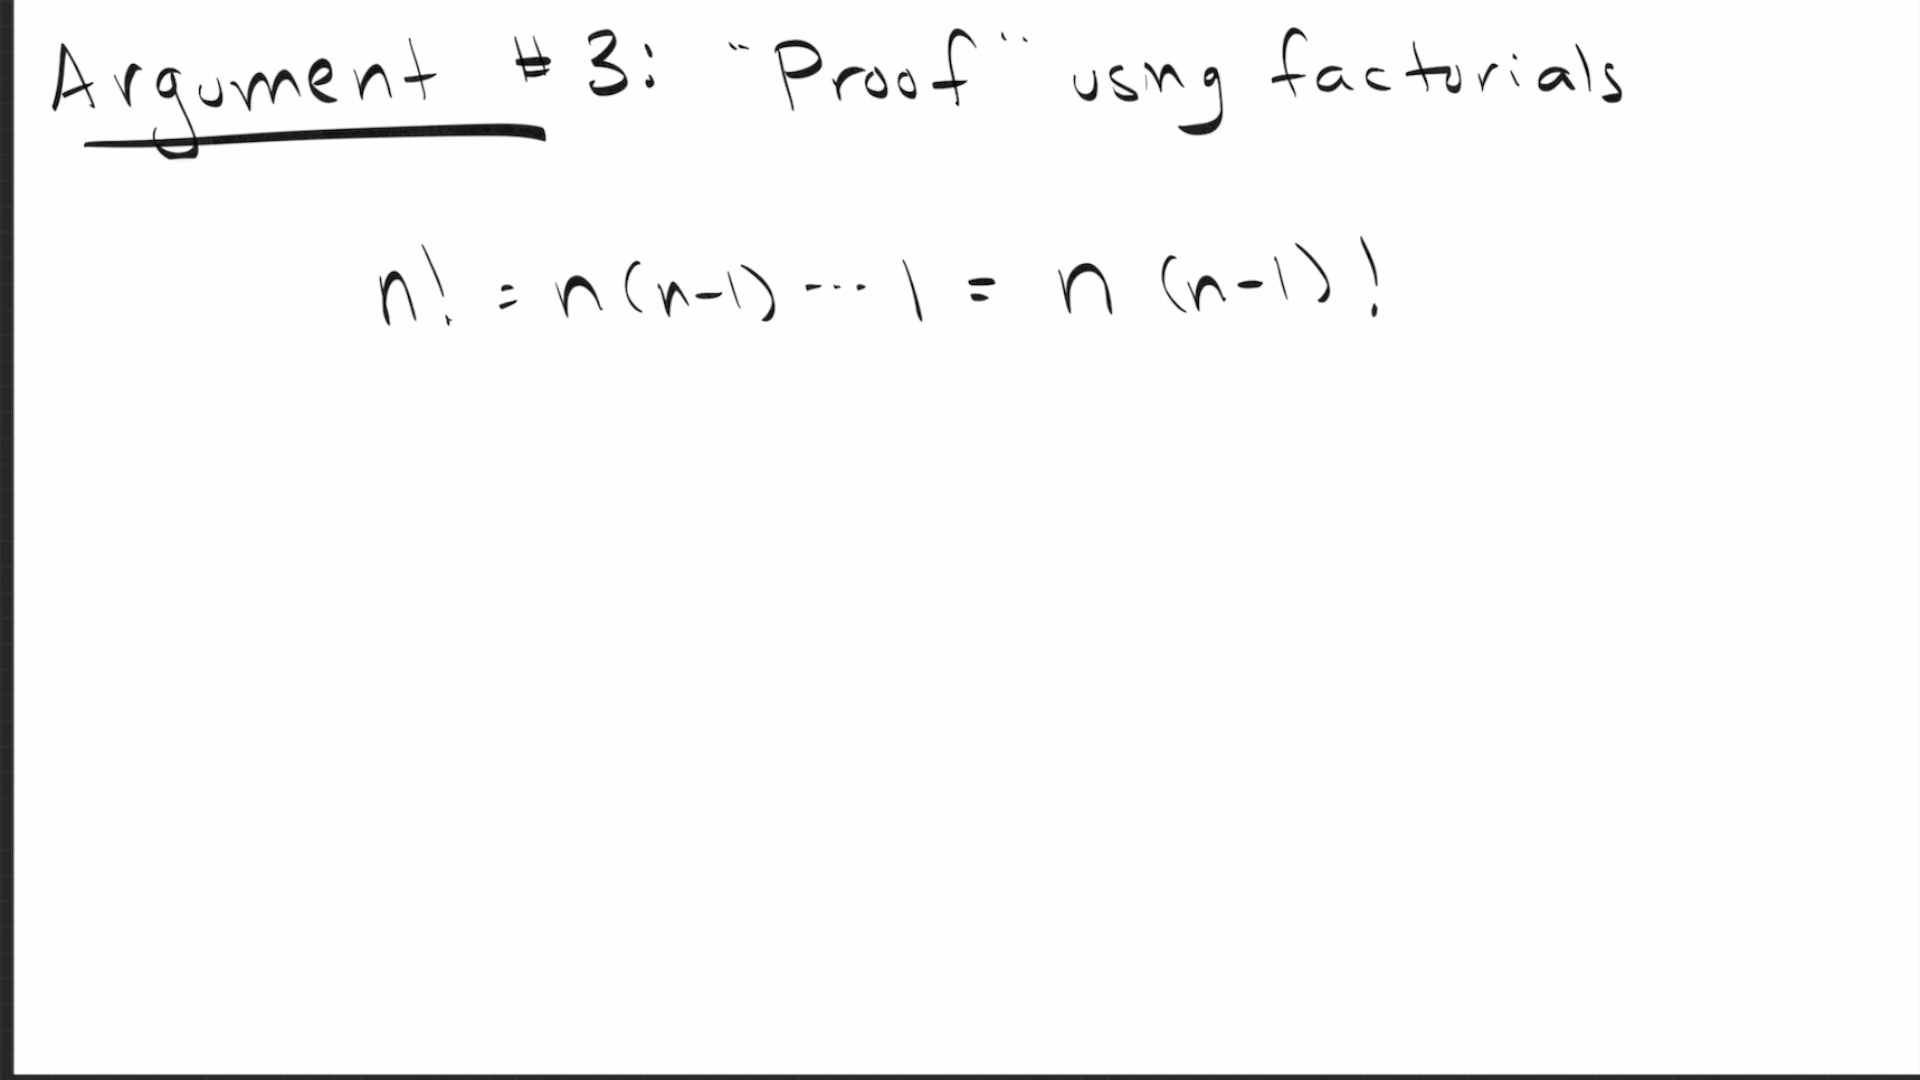 Argument #3: "Proof" using factorials
n! = n(n-1) ... 1 = n (n-1)!